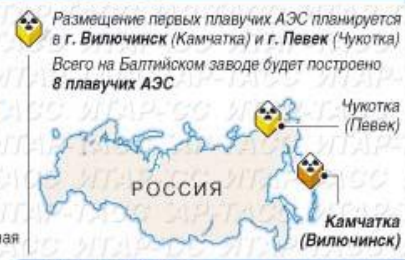 Размещение первых плавучих АЭС планируется
в г. Вилючинск (Камчатка) и г. Певек (Чукотка)
Всего на Балтийском заводе будет построено
8 плавучих АЭС
Чукотка
(Певек)
РОССИЯ
Камчатка
(Вилючинск)
ная